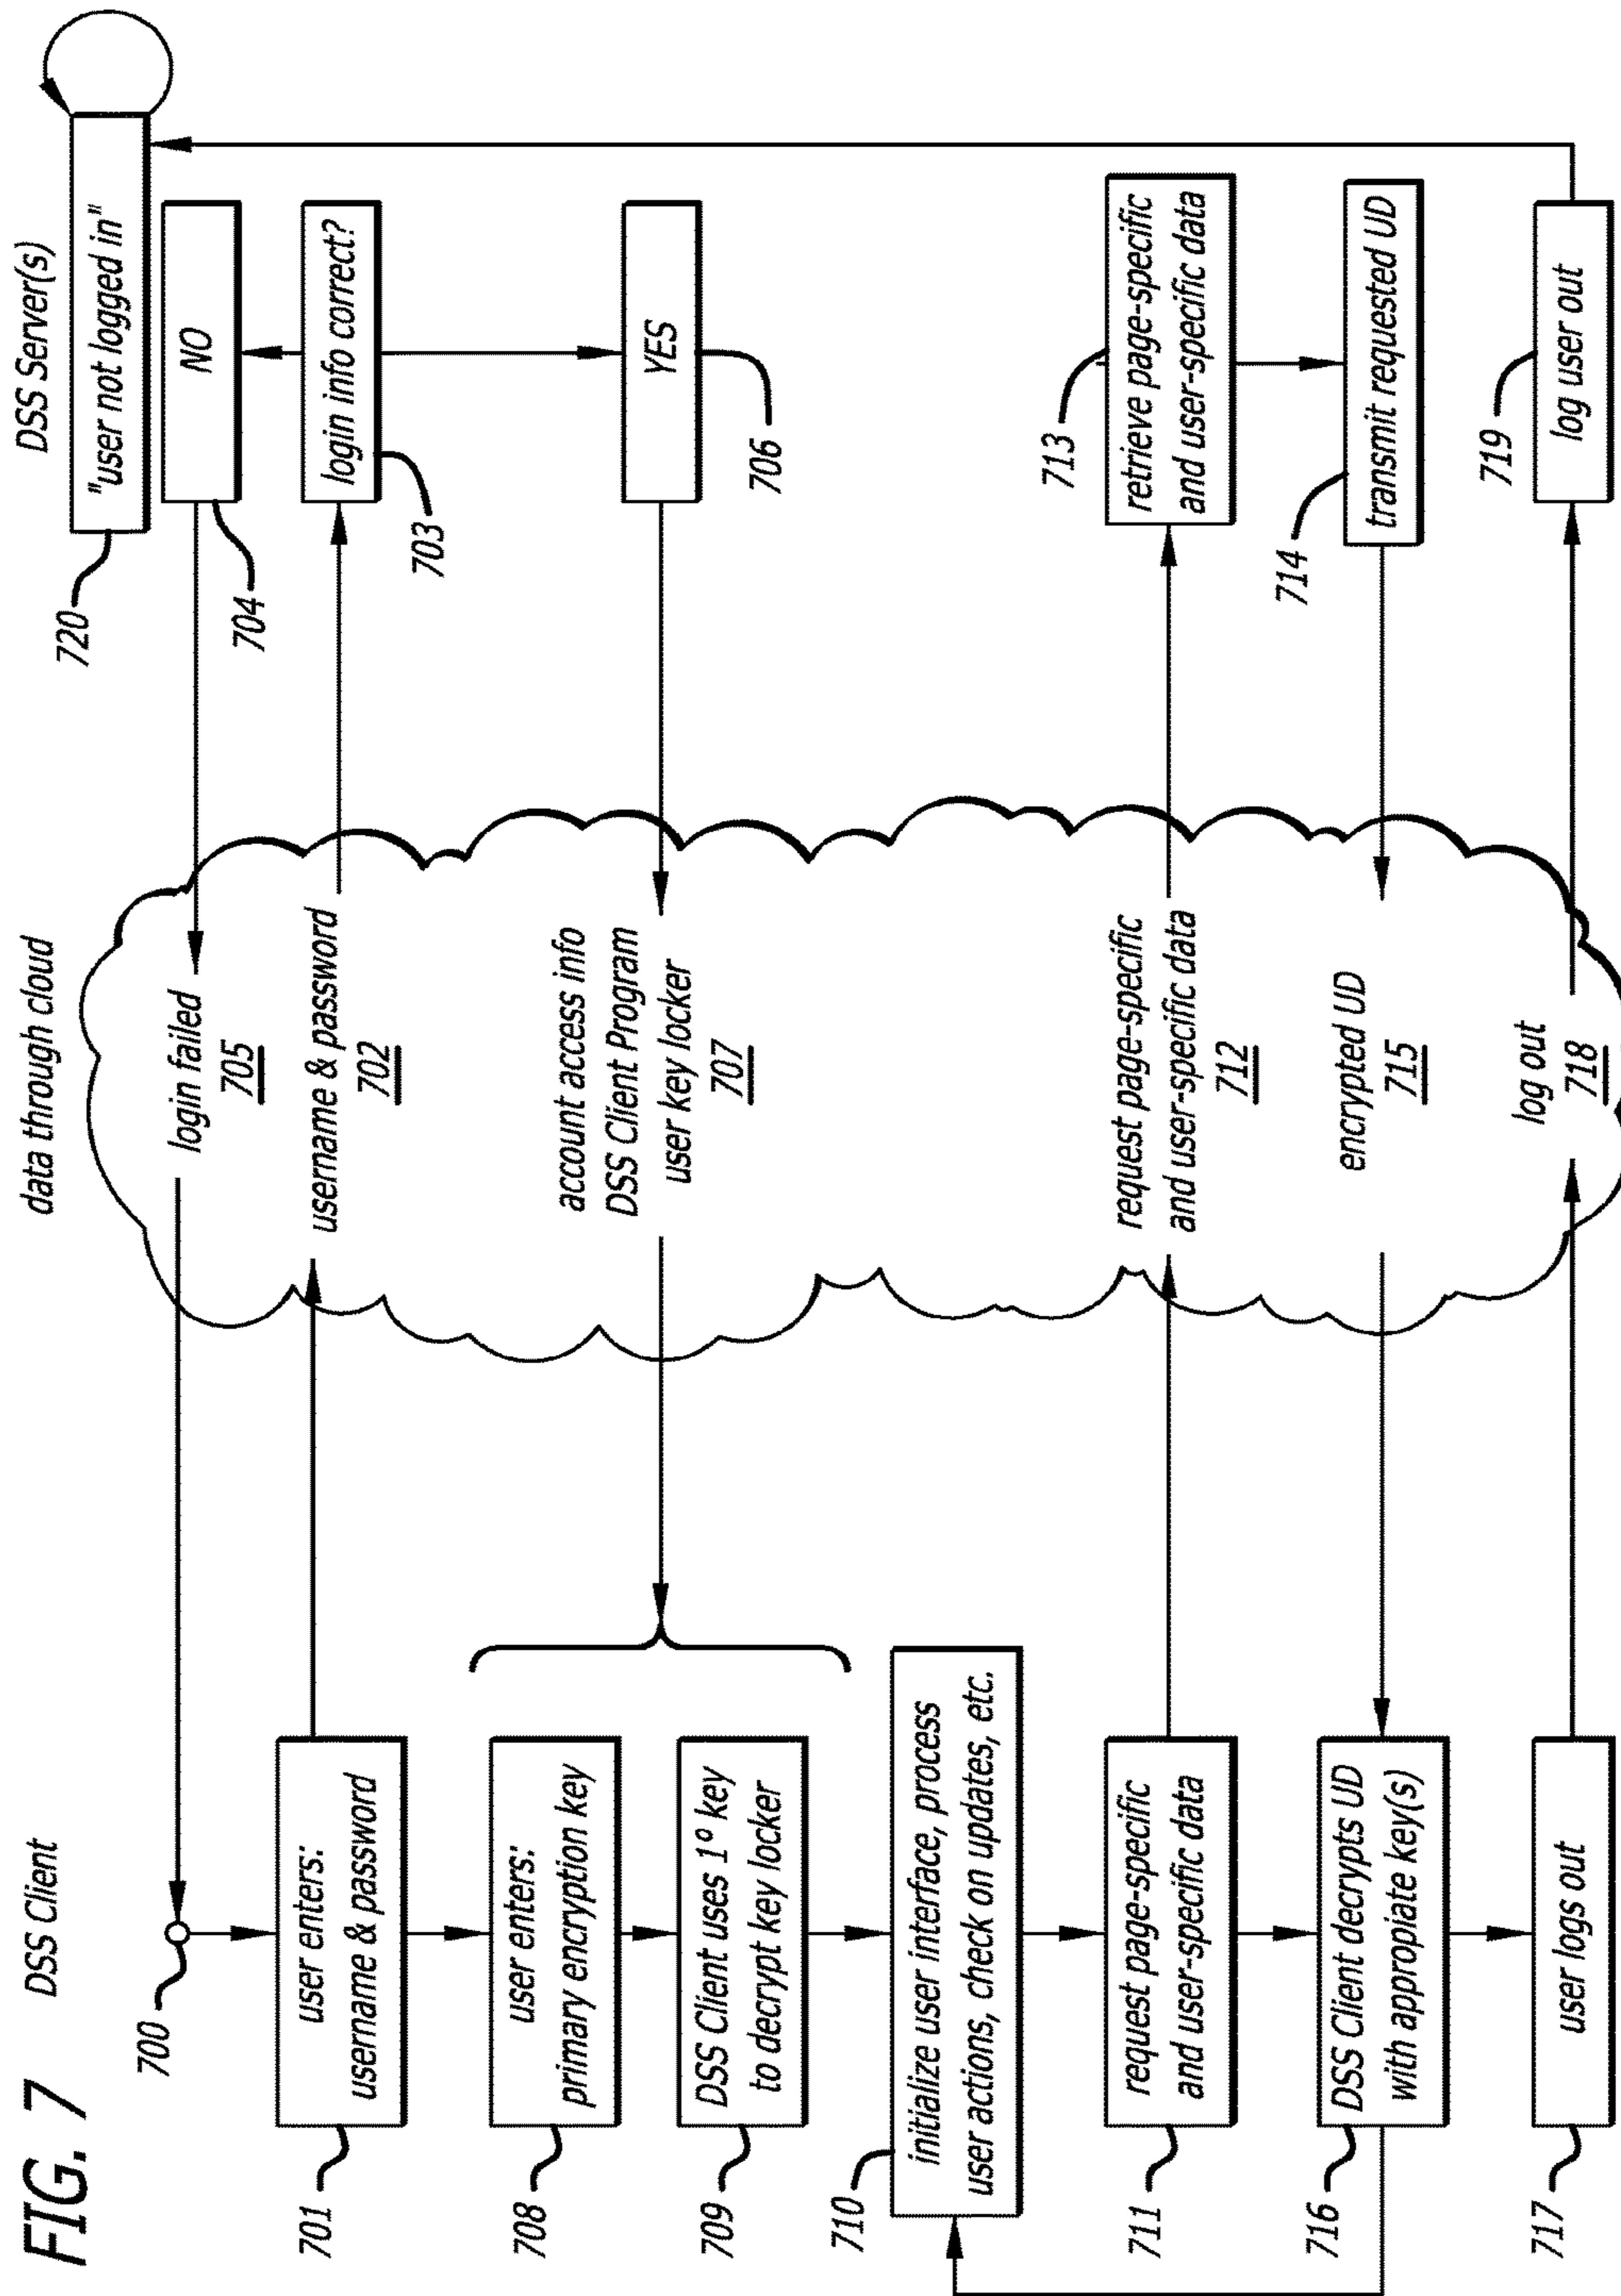 FIG. 7
DSS Client
data through cloud
DSS Server(s)
700
login failed
705
NO
704
"user not logged in"
720
701
user enters:
username & password
username & password
702
login info correct?
703
708
user enters:
primary encryption key
709
DSS Client uses 1º key
to decrypt key locker
account access info
DSS Client Program
user key locker
707
YES
706
710
initialize user interface, process
user actions, check on updates, etc.
711
request page-specific
and user-specific data
request page-specific
and user-specific data
712
713
retrieve page-specific
and user-specific data
716
DSS Client decrypts UD
with appropiate key(s)
encrypted UD
715
714
transmit requested UD
717
user logs out
log out
718
719
log user out